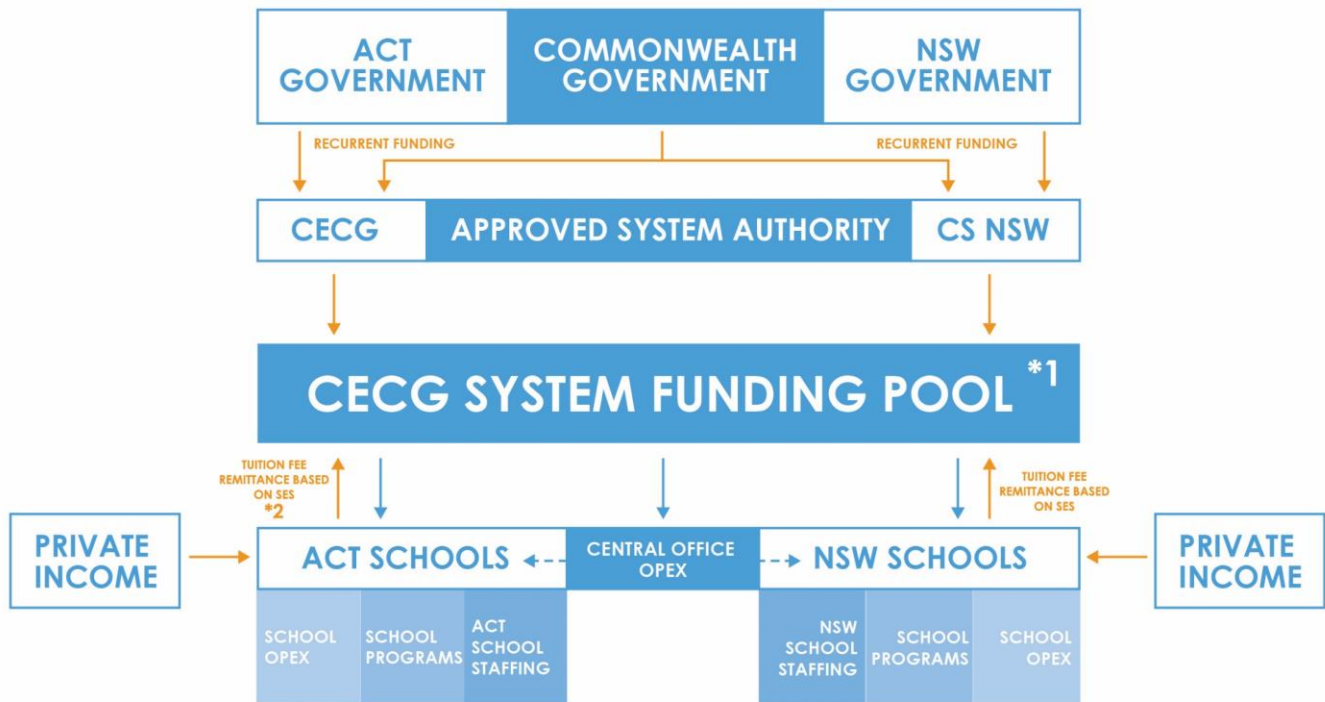 ACT
GOVERNMENT
COMMONWEALTH
GOVERNMENT
NSW
GOVERNMENT
RECURRENT FUNDING
RECURRENT FUNDING
CECG
APPROVED SYSTEM AUTHORITY
CS NSW
CECG SYSTEM FUNDING POOL *1
TUITION FEE
REMITTANCE BASED
ON SES
*2
TUITION FEE
REMITTANCE BASED
ON SES
PRIVATE
INCOME
ACT SCHOOLS
CENTRAL OFFICE
OPEX
NSW SCHOOLS
PRIVATE
INCOME
SCHOOL
OPEX
SCHOOL
PROGRAMS
ACT
SCHOOL
STAFFING
NSW
SCHOOL
STAFFING
SCHOOL
PROGRAMS
SCHOOL
OPEX